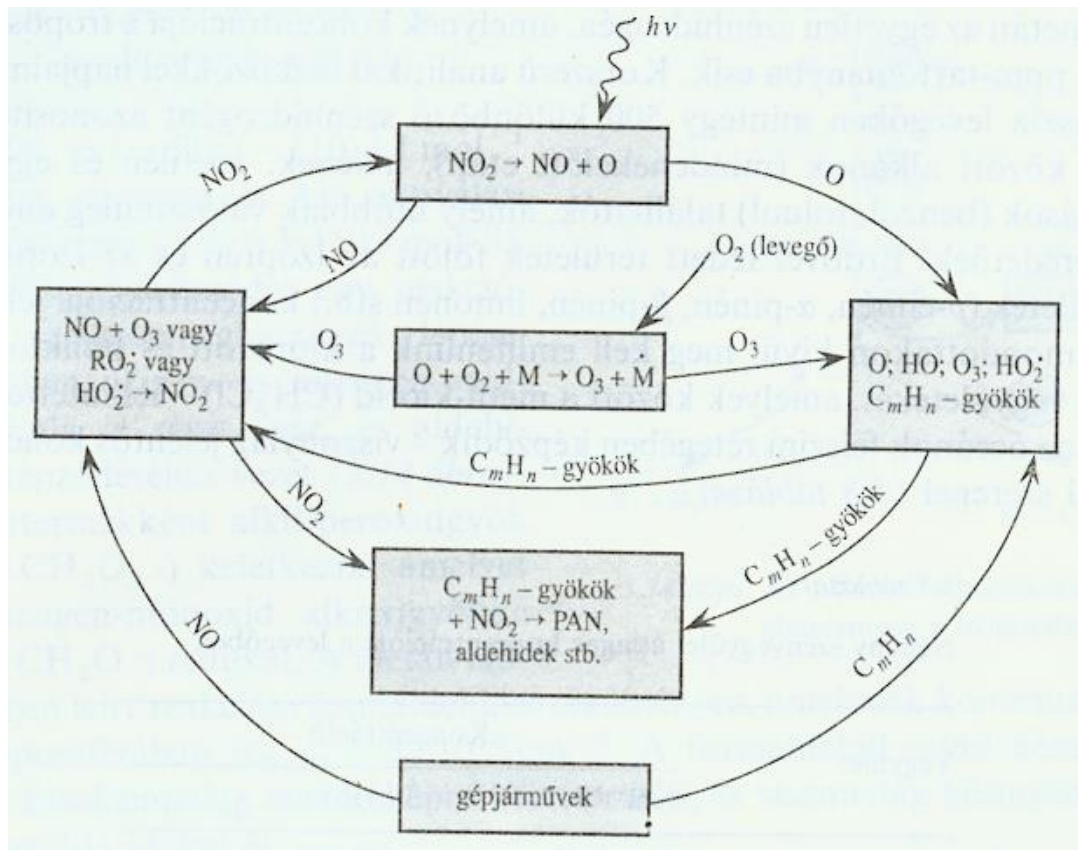 hν
NO₂ → NO + O
NO₂
O
NO
O₂ (levegő)
NO + O₃ vagy
RO₂· vagy
HO₂· → NO₂
O₃
O + O₂ + M → O₃ + M
O₃
O; HO; O₃; HO₂
CₘHₙ – gyökök
CₘHₙ – gyökök
NO₂
CₘHₙ – gyökök
CₘHₙ – gyökök
+ NO₂ → PAN,
aldehidek stb.
NO
CₘHₙ
gépjárművek